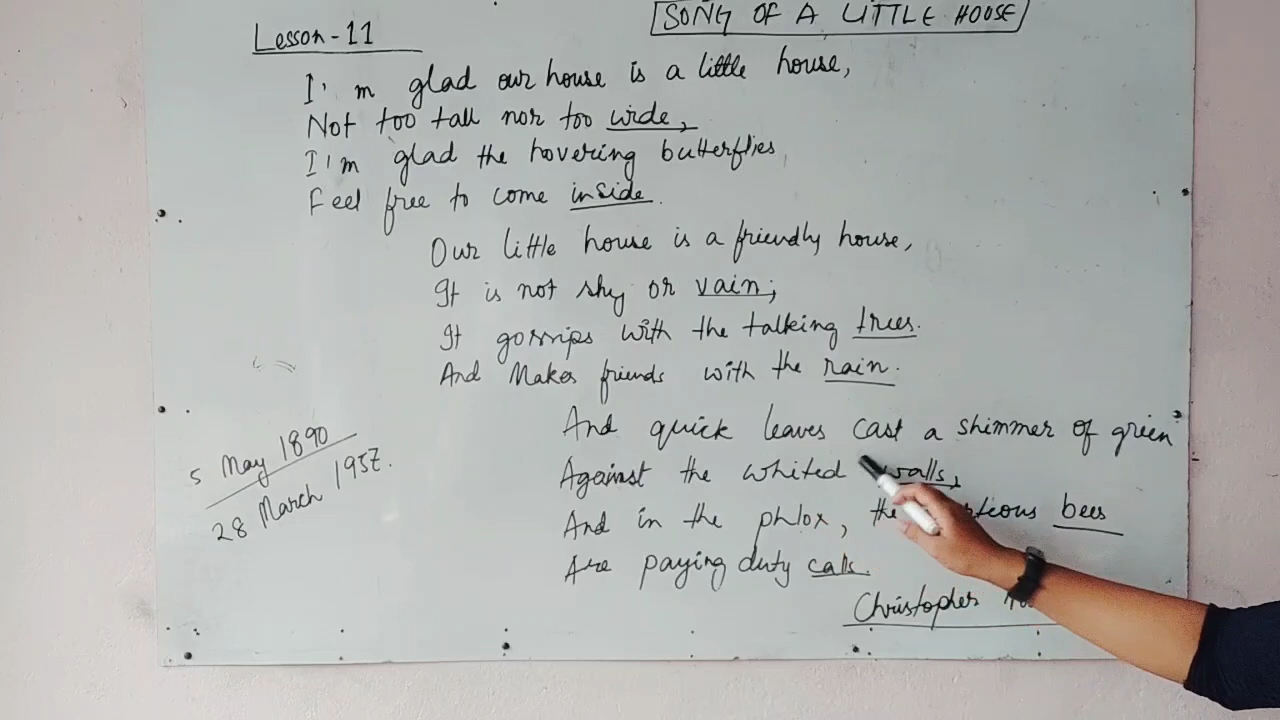 SONG OF A LITTLE HOUSE
Lesson-11
I'm glad our house is a little house,
Not too tall nor too wide,
I'm glad the hovering butterflies
Feel free to come inside.
Our little house is a friendly house,
It is not shy or vain;
It gossips with the talking trees.
And Makes friends with the rain.
And quick leaves cast a shimmer of green
Against the whited walls,
And in the phlox, the bees
Are paying duty calls.
Christopher
5 May 1890
28 March 1957.